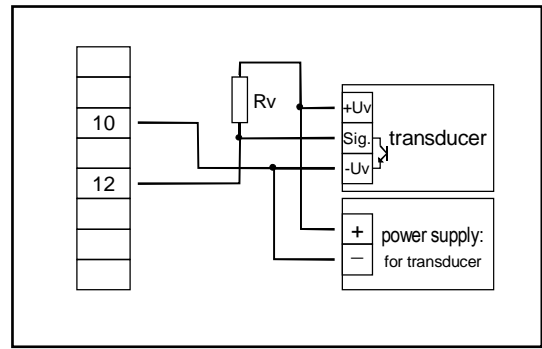 10
12
Rv
+Uv
Sig.
-Uv
transducer
+
−
power supply:
for transducer